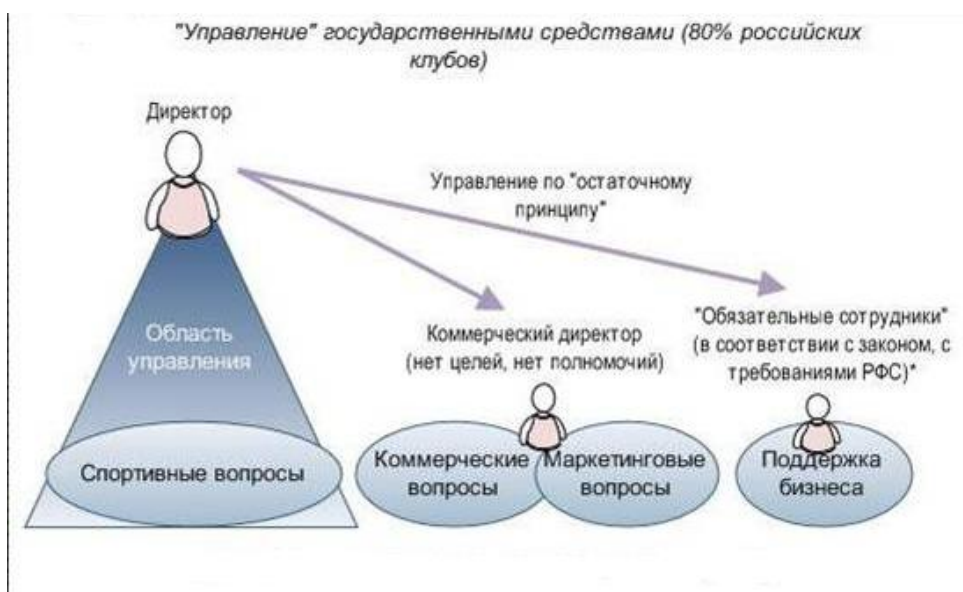 "Управление" государственными средствами (80% российских
клубов)
Директор
Управление по "остаточному
принципу"
Область
управления
Коммерческий директор
(нет целей, нет полномочий)
"Обязательные сотрудники"
(в соответствии с законом, с
требованиями РФС)*
Спортивные вопросы
Коммерческие
вопросы
Маркетинговые
вопросы
Поддержка
бизнеса